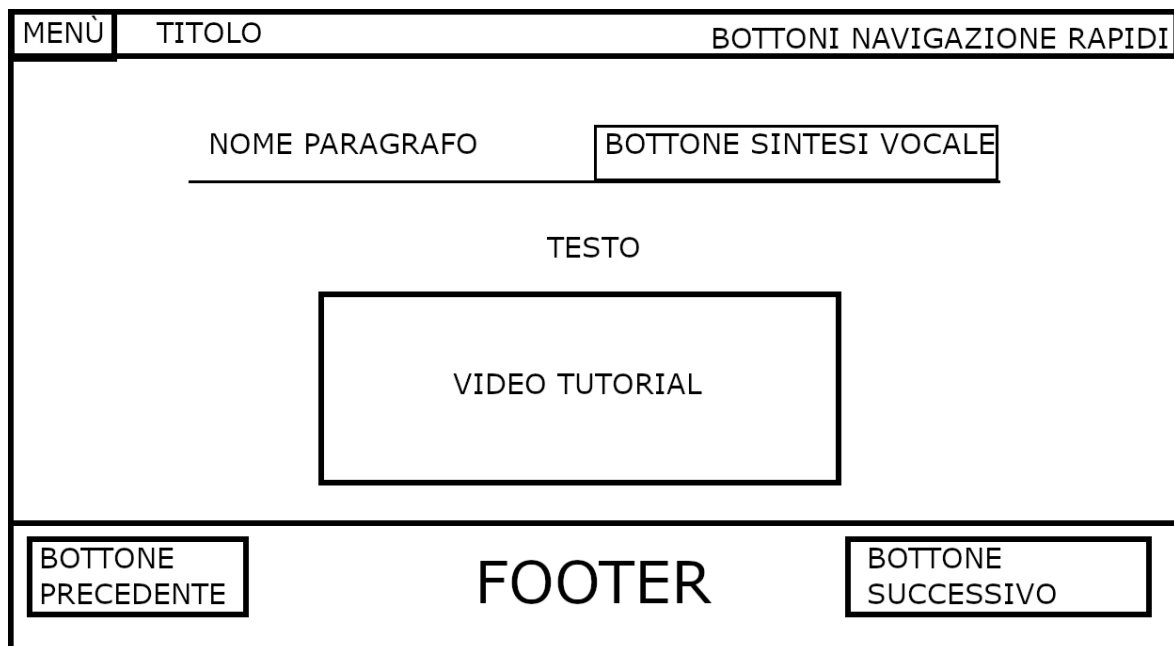 MENÙ TITOLO BOTTONI NAVIGAZIONE RAPIDI
NOME PARAGRAFO BOTTONE SINTESI VOCALE
TESTO
VIDEO TUTORIAL
BOTTONE
PRECEDENTE
FOOTER
BOTTONE
SUCCESSIVO